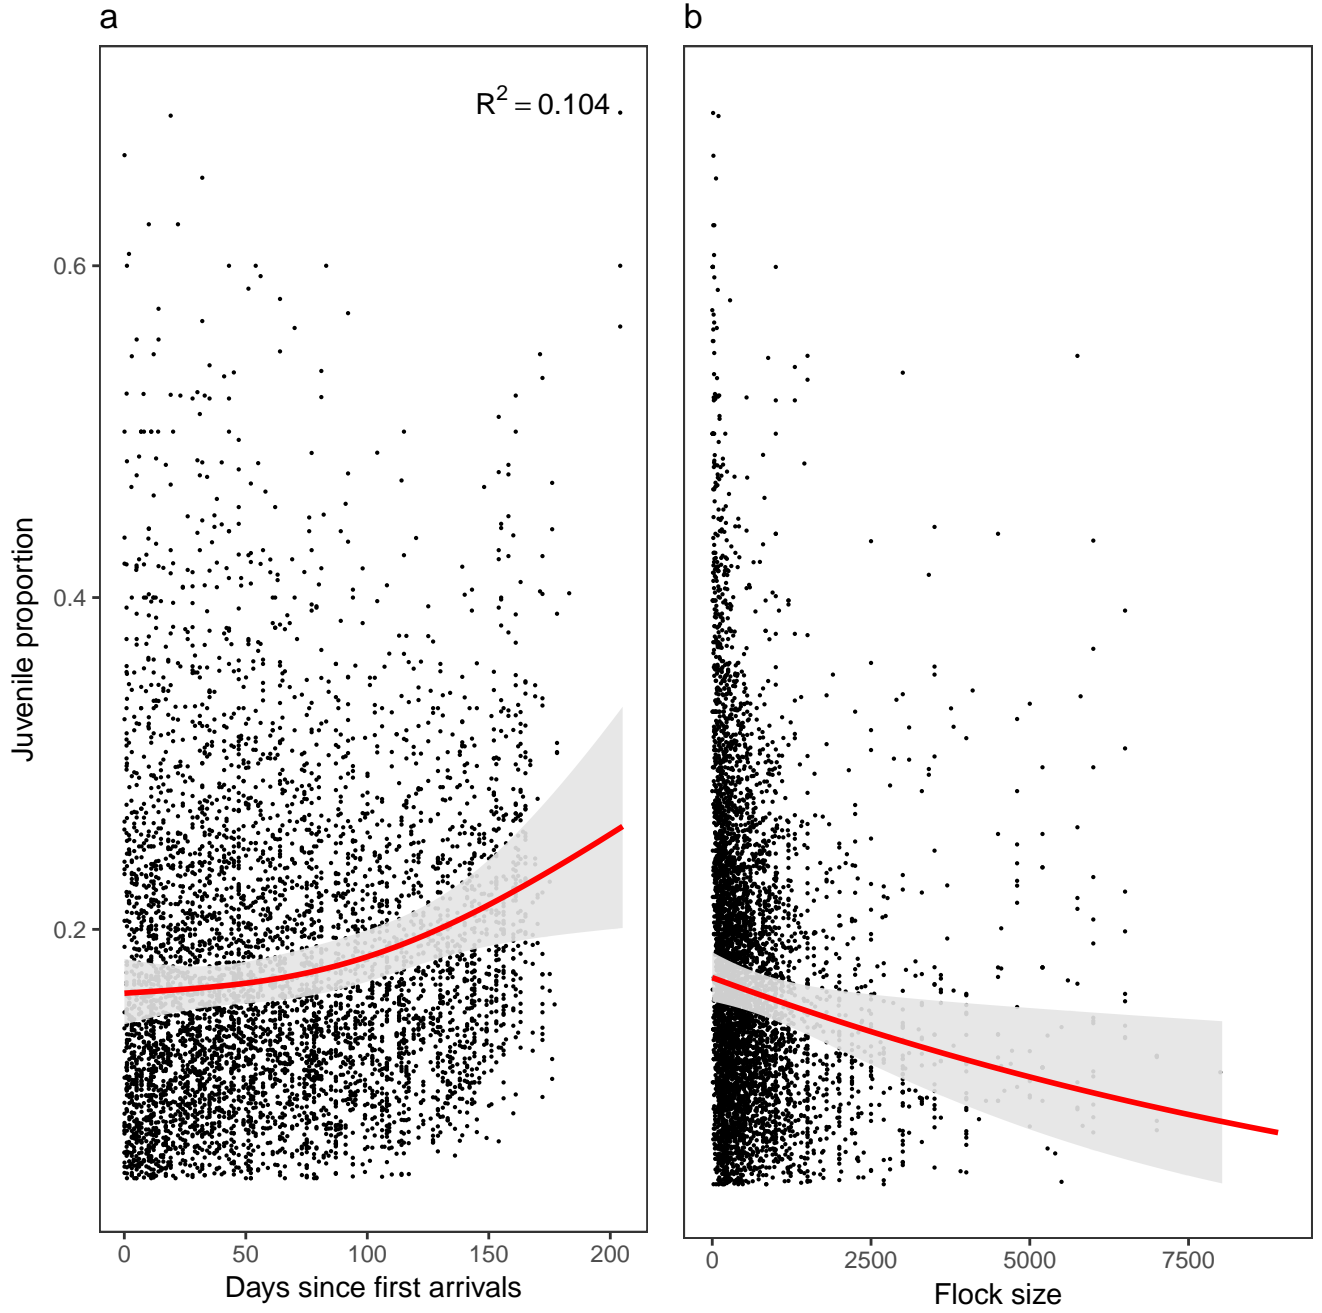 a
b
R² = 0.104
Juvenile proportion
0.6
0.4
0.2
0 50 100 150 200
Days since first arrivals
0 2500 5000 7500
Flock size